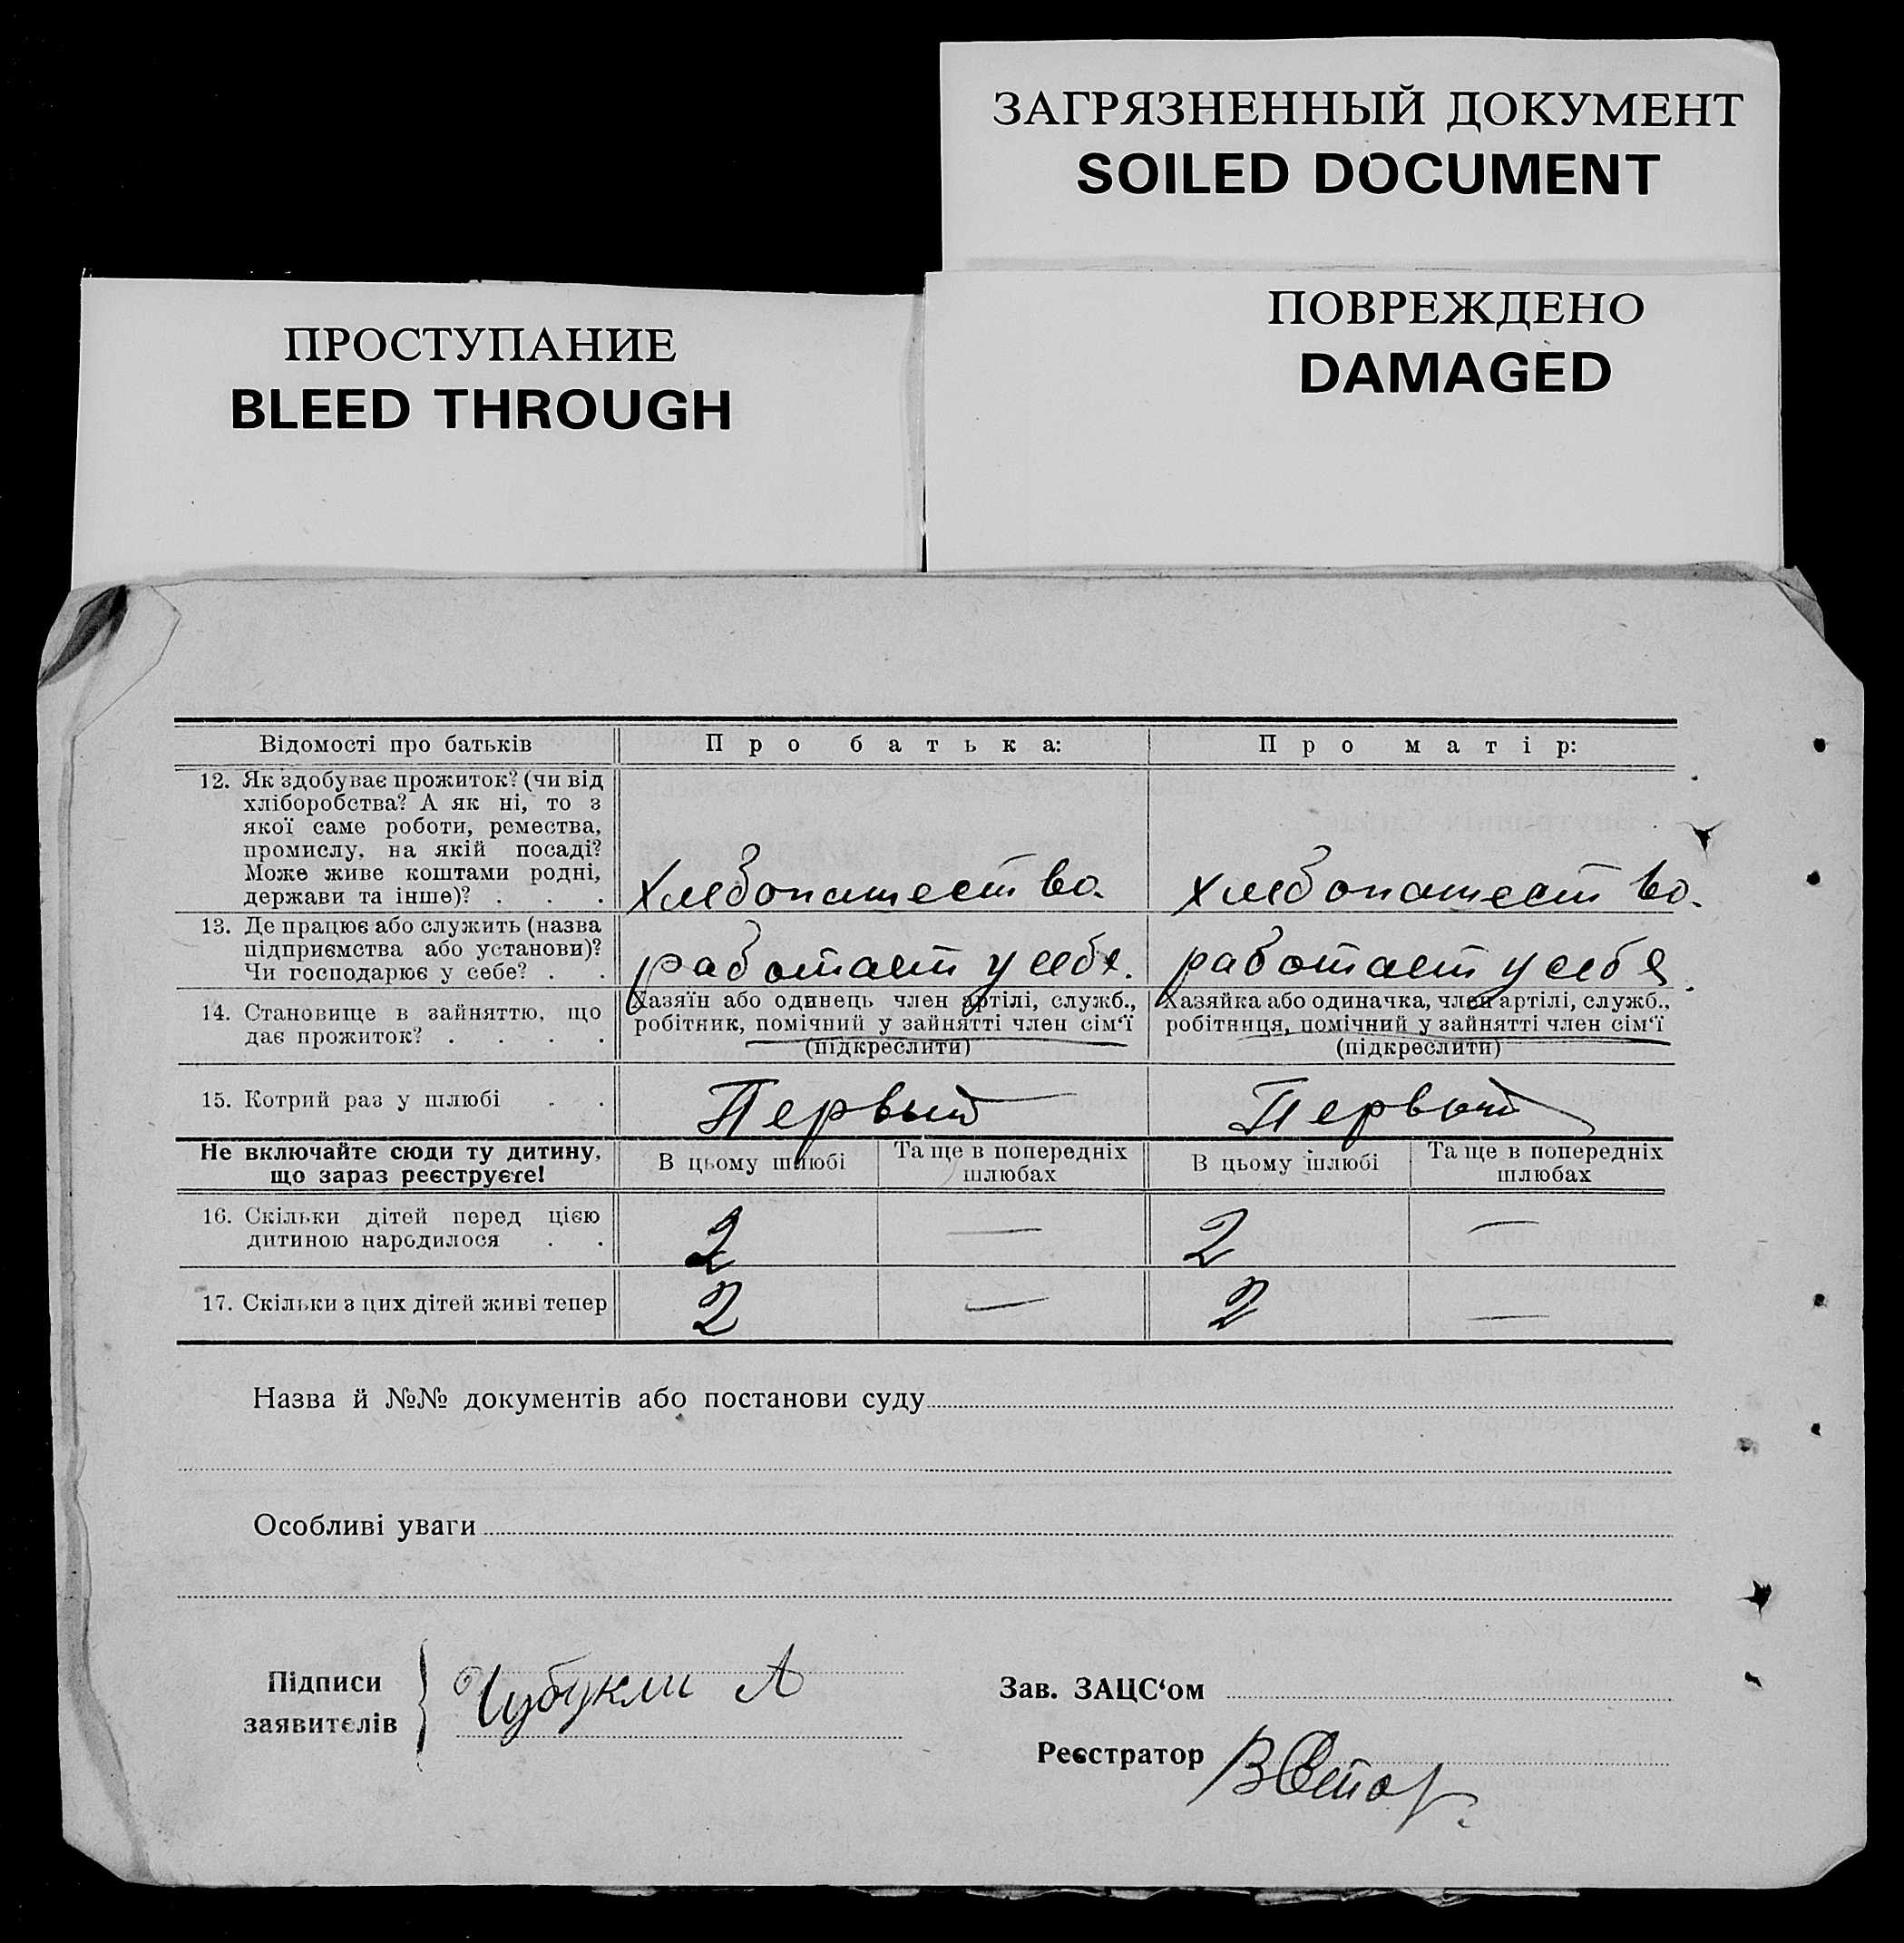 ЗАГРЯЗНЕННЫЙ ДОКУМЕНТ
SOILED DOCUMENT
ПРОСТУПАНИЕ
BLEED THROUGH
ПОВРЕЖДЕНО
DAMAGED
Відомості про батьків
Про батька:
Про матір:
12. Як здобуває прожиток? (чи від
хліборобства? А як ні, то з
якої саме роботи, ремества,
промислу, на якій посаді?
Може живе коштами родні,
держави та інше)? . . .
Хлебопашество.
Хлебопашество.
13. Де працює або служить (назва
підприємства або установи)?
Чи господарює у себе? . .
работает у себя.
работает у себя.
14. Становище в зайняттю, що
дає прожиток? . . . .
Хазяїн або одинець член артілі, служб.,
робітник, помічний у зайнятті член сім'ї
(підкреслити)
Хазяйка або одиначка, член артілі, служб.,
робітниця, помічний у зайнятті член сім'ї
(підкреслити)
15. Котрий раз у шлюбі . .
Первый
Первый
Не включайте сюди ту дитину,
що зараз реєструєте!
В цьому шлюбі
Та ще в попередніх
шлюбах
В цьому шлюбі
Та ще в попередніх
шлюбах
16. Скільки дітей перед цією
дитиною народилося . .
2
—
2
—
17. Скільки з цих дітей живі тепер
2
—
2
—
Назва й №№ документів або постанови суду
Особливі уваги
Підписи
заявителів
Чубукли А
Зав. ЗАЦС'ом
Реєстратор